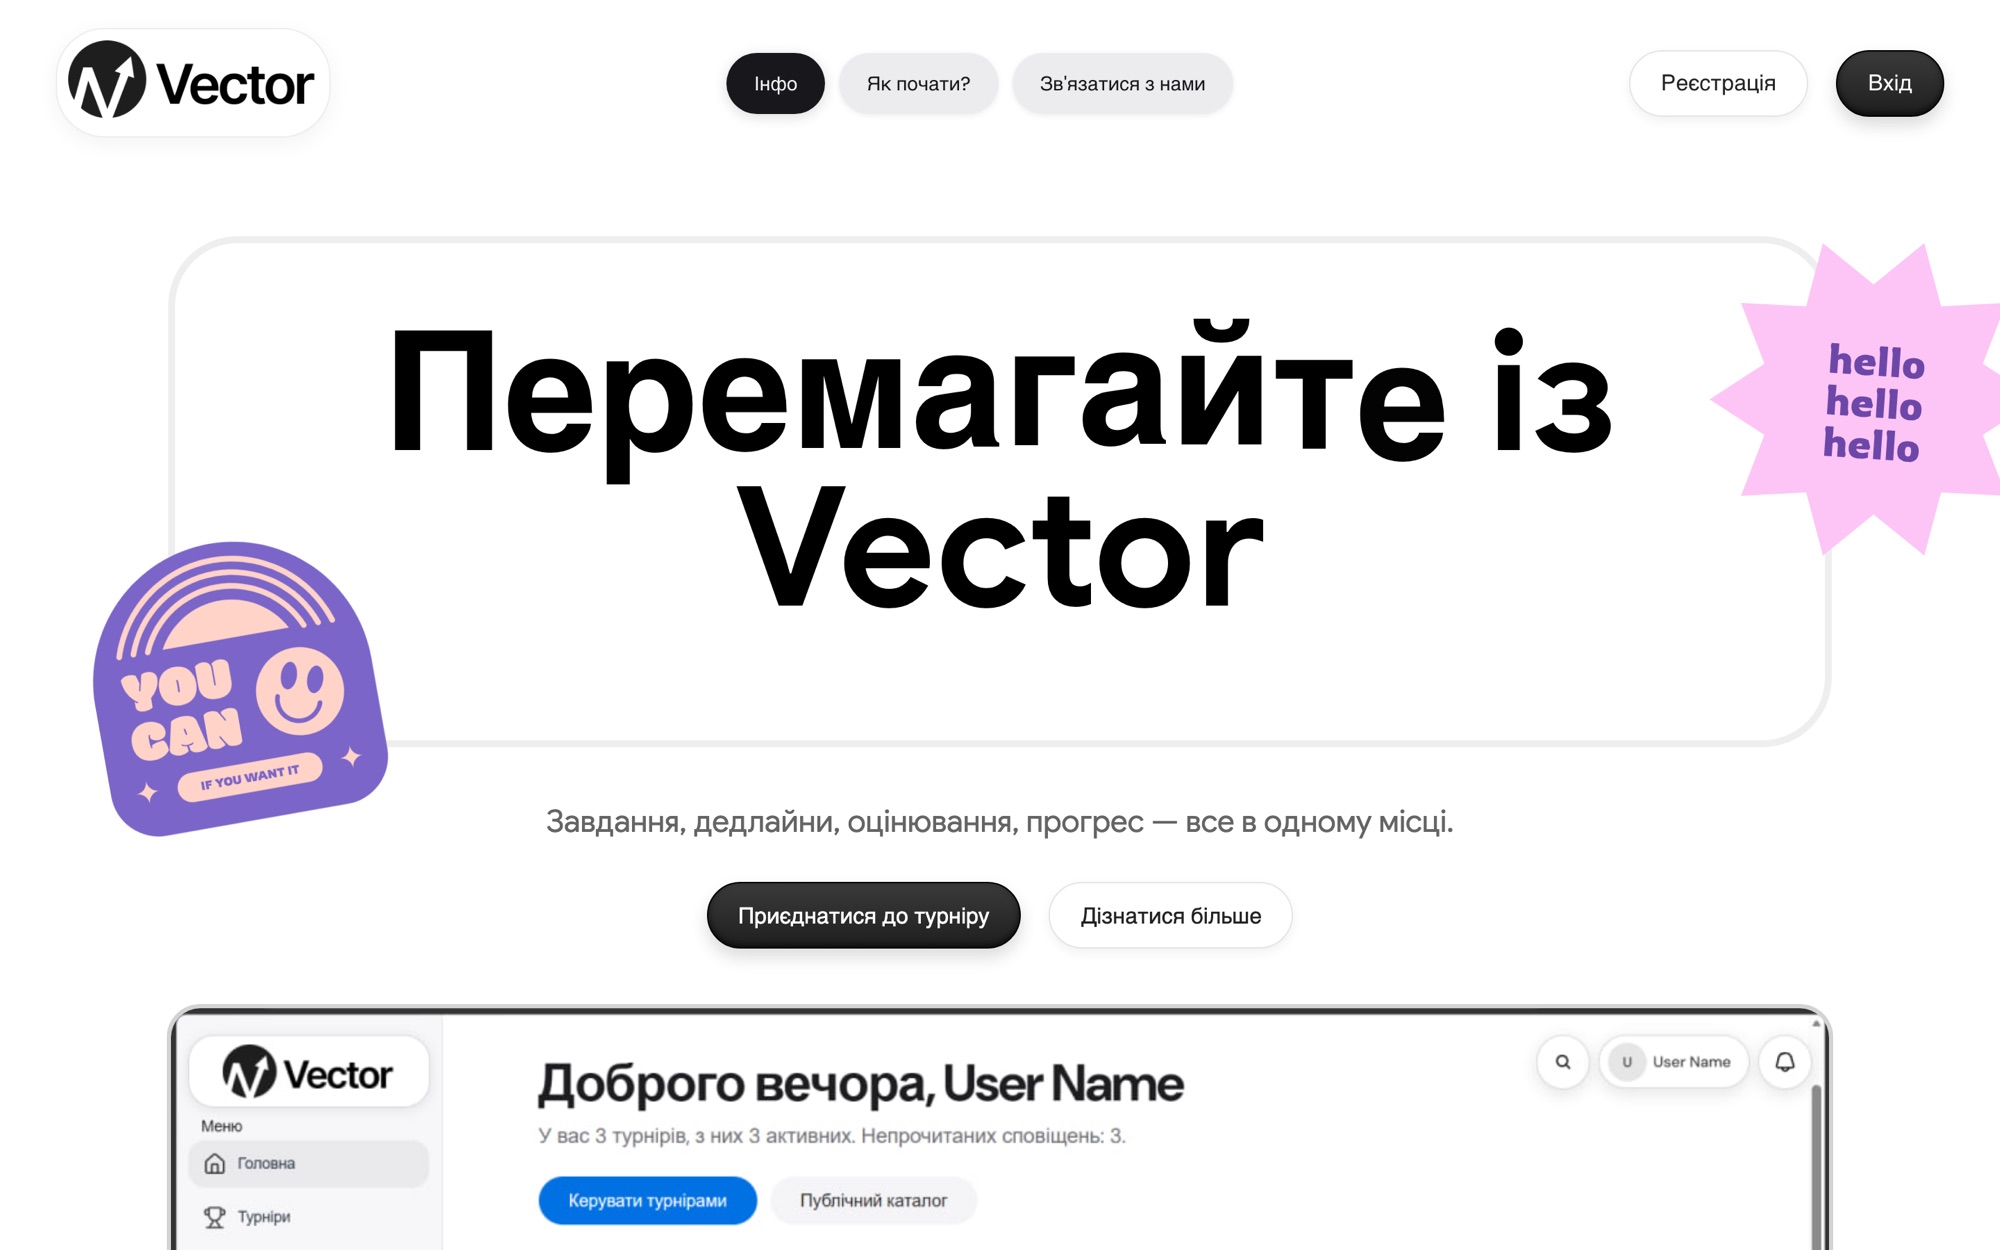 Vector
Інфо
Як почати?
Зв'язатися з нами
Реєстрація
Вхід
Перемагайте із
Vector
hello
hello
hello
YOU
CAN
IF YOU WANT IT
Завдання, дедлайни, оцінювання, прогрес — все в одному місці.
Приєднатися до турніру
Дізнатися більше
Vector
Доброго вечора, User Name
U
User Name
У вас 3 турнірів, з них 3 активних. Непрочитаних сповіщень: 3.
Меню
Головна
Турніри
Керувати турнірами
Публічний каталог